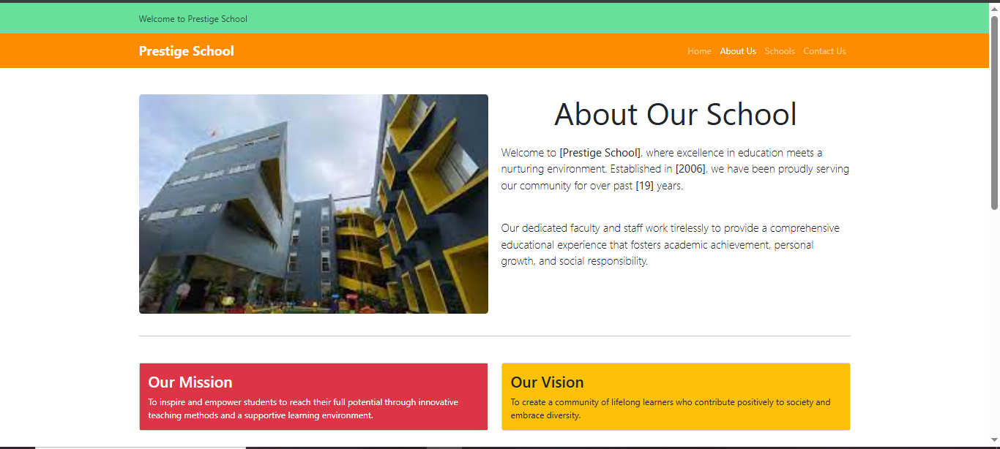 Welcome to Prestige School
Prestige School
Home About Us Schools Contact Us
About Our School
Welcome to [Prestige School], where excellence in education meets a
nurturing environment. Established in [2006], we have been proudly serving
our community for over past [19] years.
Our dedicated faculty and staff work tirelessly to provide a comprehensive
educational experience that fosters academic achievement, personal
growth, and social responsibility.
Our Mission
To inspire and empower students to reach their full potential through innovative
teaching methods and a supportive learning environment.
Our Vision
To create a community of lifelong learners who contribute positively to society and
embrace diversity.